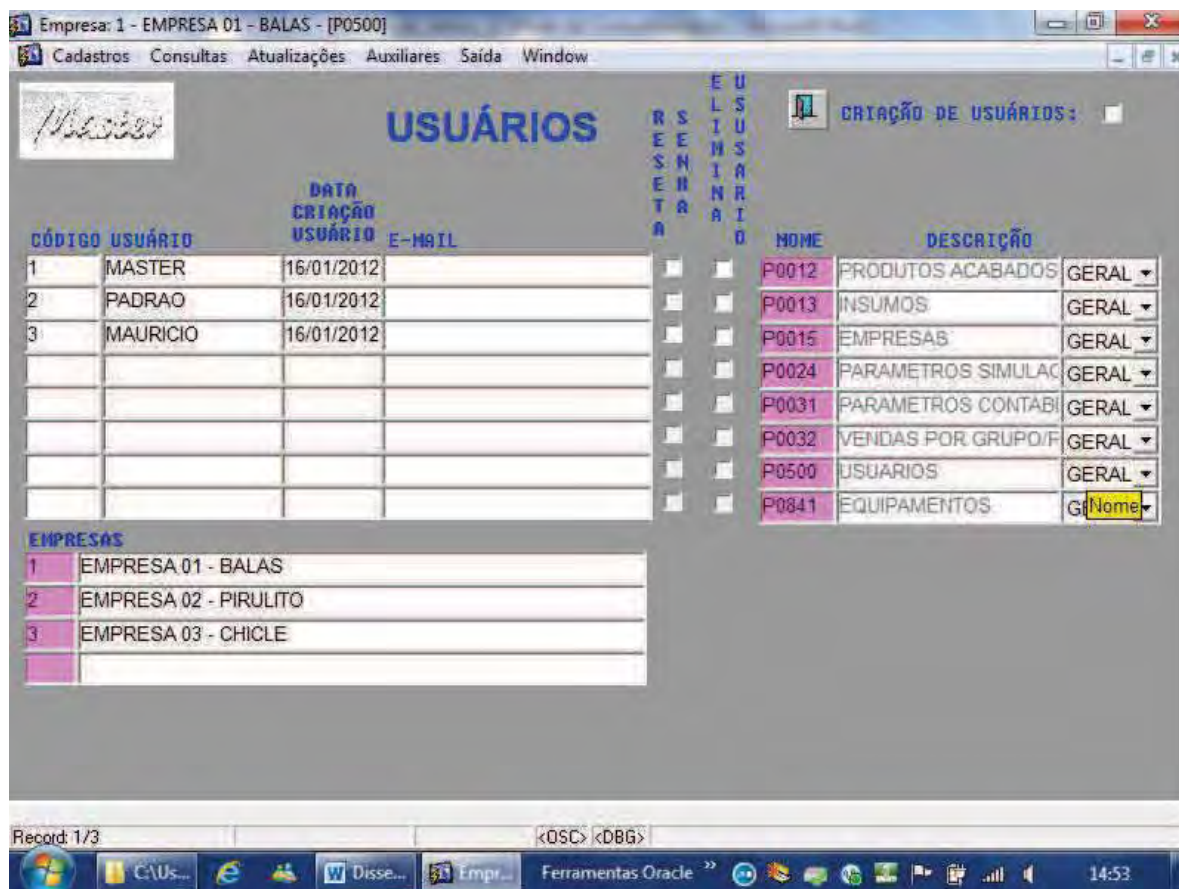 Empresa: 1 - EMPRESA 01 - BALAS - [P0500]
Cadastros Consultas Atualizações Auxiliares Saída Window
Master
USUÁRIOS
RESETA SENHA
ELIMINA USUSARIO
CRIAÇÃO DE USUÁRIOS:
DATA CRIAÇÃO USUÁRIO
CÓDIGO USUÁRIO E-MAIL
NOME DESCRIÇÃO
1 MASTER 16/01/2012
2 PADRAO 16/01/2012
3 MAURICIO 16/01/2012
P0012 PRODUTOS ACABADOS GERAL
P0013 INSUMOS GERAL
P0015 EMPRESAS GERAL
P0024 PARAMETROS SIMULAC GERAL
P0031 PARAMETROS CONTABI GERAL
P0032 VENDAS POR GRUPO/F GERAL
P0500 USUARIOS GERAL
P0841 EQUIPAMENTOS GE Nome
EMPRESAS
1 EMPRESA 01 - BALAS
2 EMPRESA 02 - PIRULITO
3 EMPRESA 03 - CHICLE
Record: 1/3 <OSC> <DBG>
C:\Us... Disse... Empr... Ferramentas Oracle » 14:53